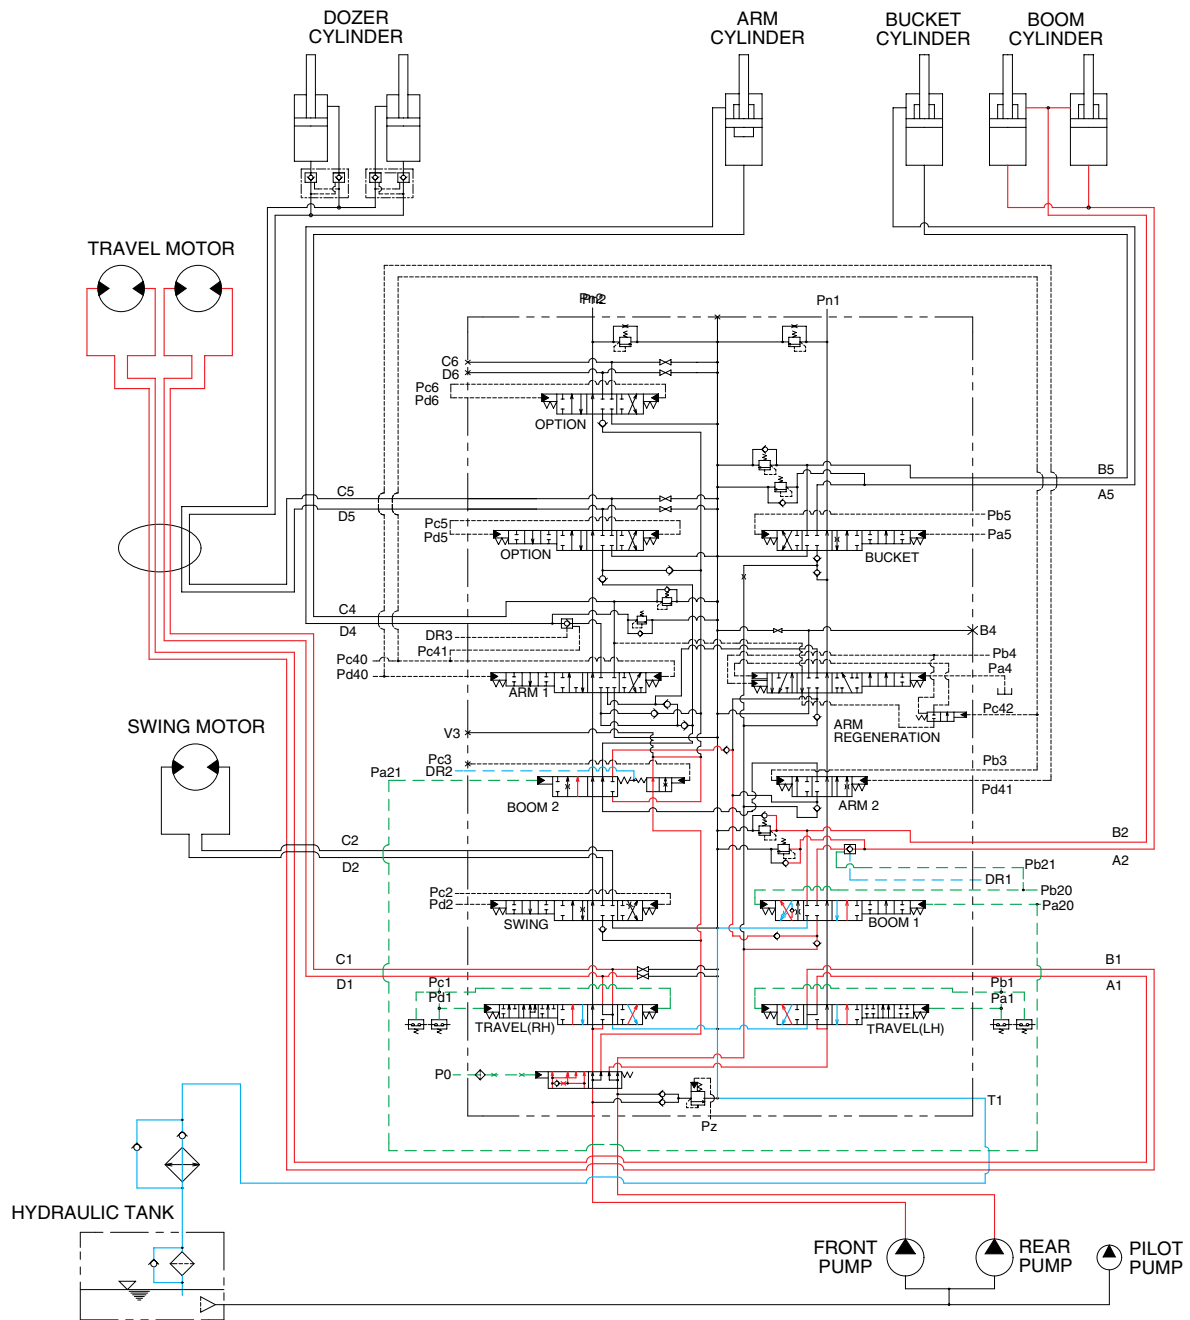 DOZER
CYLINDER
ARM
CYLINDER
BUCKET
CYLINDER
BOOM
CYLINDER
TRAVEL MOTOR
Pn2
Pn1
C6
D6
Pc6
Pd6
OPTION
C5
D5
B5
A5
Pc5
Pd5
OPTION
Pb5
Pa5
BUCKET
C4
D4
DR3
Pc41
Pc40
Pd40
ARM 1
B4
Pb4
Pa4
Pc42
ARM
REGENERATION
SWING MOTOR
V3
Pc3
DR2
Pa21
BOOM 2
Pb3
Pd41
ARM 2
C2
D2
B2
A2
Pb21
DR1
Pc2
Pd2
SWING
Pb20
Pa20
BOOM 1
C1
D1
B1
A1
Pc1
Pd1
TRAVEL(RH)
Pb1
Pa1
TRAVEL(LH)
P0
Pz
T1
HYDRAULIC TANK
FRONT
PUMP
REAR
PUMP
PILOT
PUMP